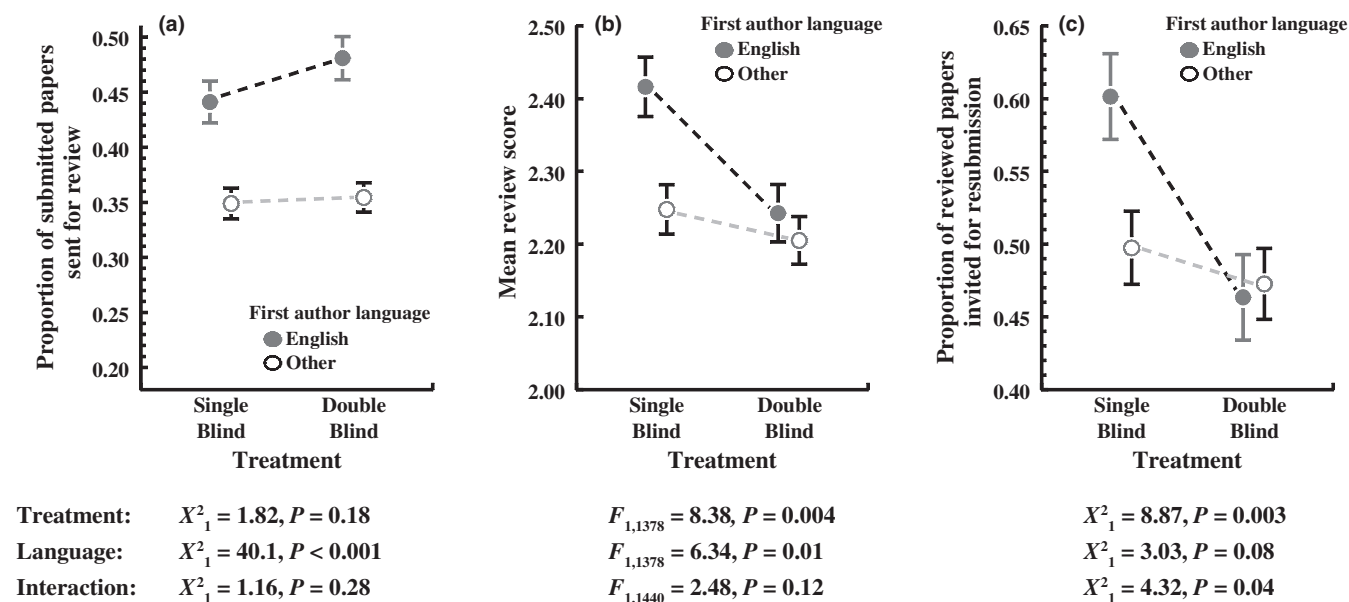 (a)
Proportion of submitted papers
sent for review
0.50
0.45
0.40
0.35
0.30
0.25
0.20
First author language
English
Other
Single
Blind
Double
Blind
Treatment
(b)
Mean review score
2.50
2.40
2.30
2.20
2.10
2.00
First author language
English
Other
Single
Blind
Double
Blind
Treatment
(c)
Proportion of reviewed papers
invited for resubmission
0.65
0.60
0.55
0.50
0.45
0.40
First author language
English
Other
Single
Blind
Double
Blind
Treatment
Treatment: X²₁ = 1.82, P = 0.18 F₁,₁₃₇₈ = 8.38, P = 0.004 X²₁ = 8.87, P = 0.003
Language: X²₁ = 40.1, P < 0.001 F₁,₁₃₇₈ = 6.34, P = 0.01 X²₁ = 3.03, P = 0.08
Interaction: X²₁ = 1.16, P = 0.28 F₁,₁₄₄₀ = 2.48, P = 0.12 X²₁ = 4.32, P = 0.04